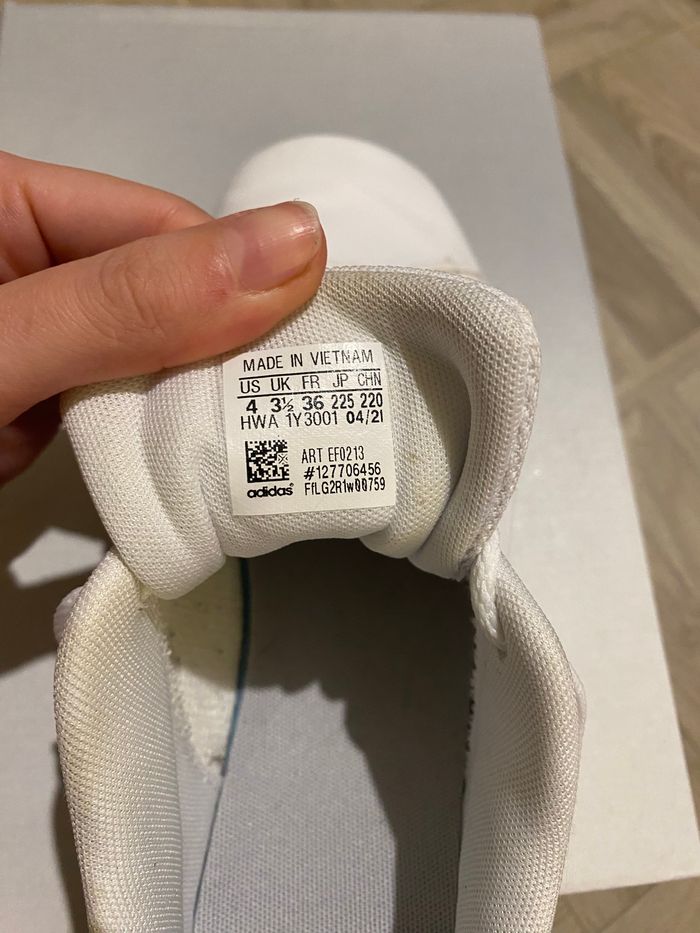 MADE IN VIETNAM
US UK FR JP CHN
4 3½ 36 225 220
HWA 1Y3001 04/21
ART EF0213
#127706456
adidas FfLG2R1w00759